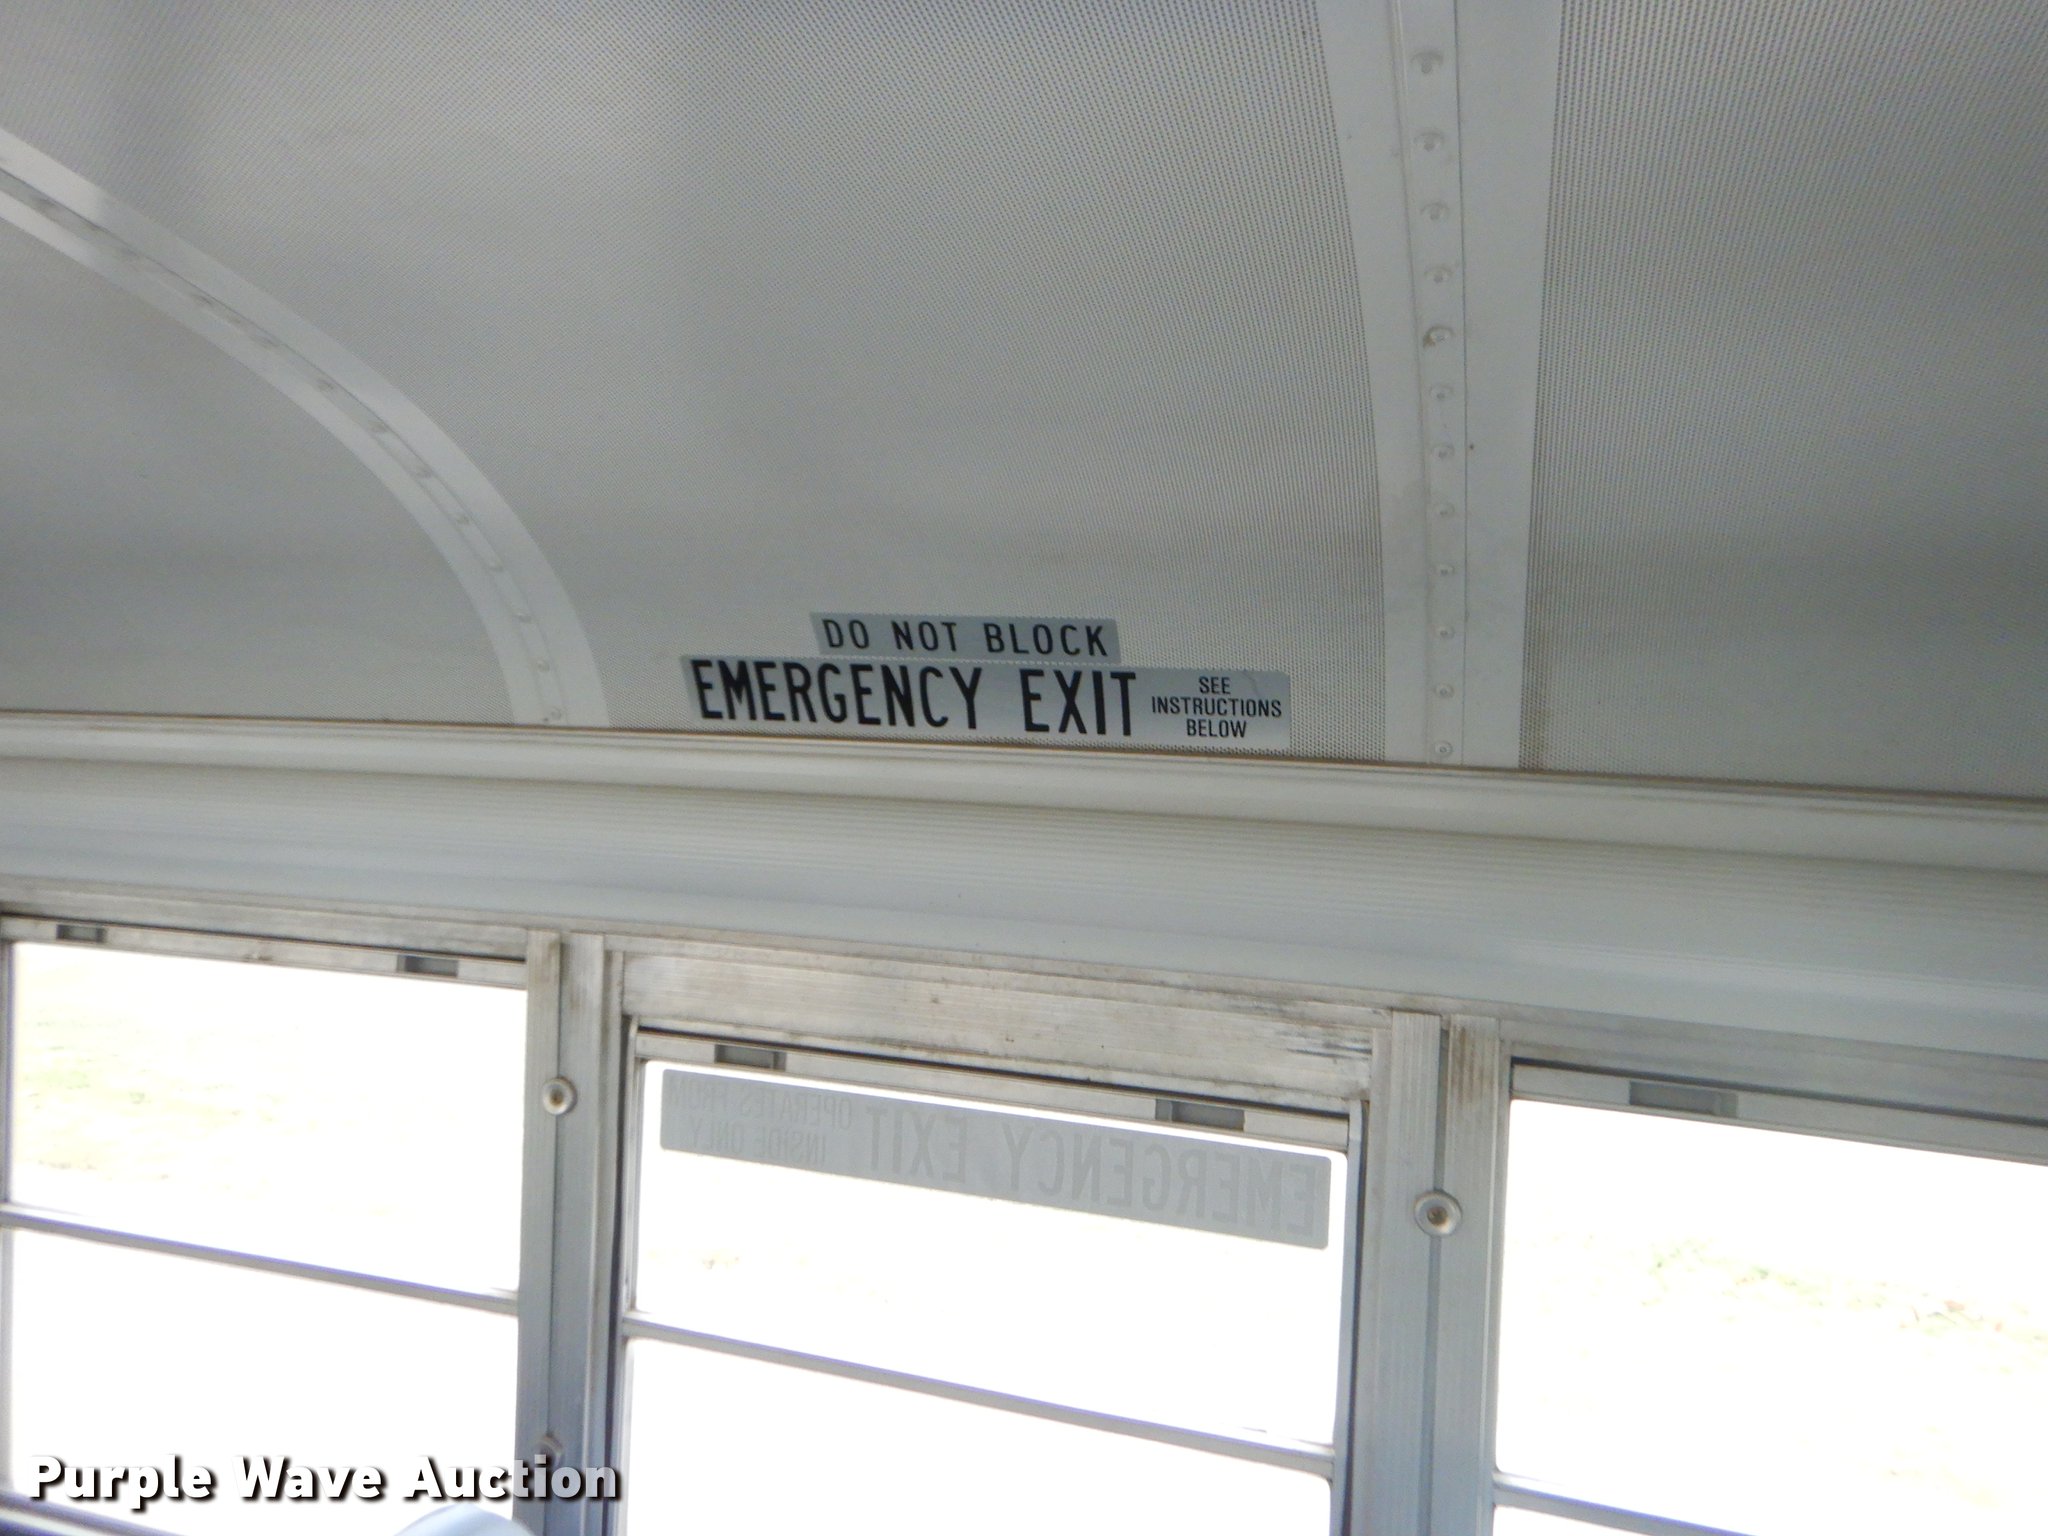 DO NOT BLOCK
EMERGENCY EXIT SEE
INSTRUCTIONS
BELOW
EMERGENCY EXIT OPERATES FROM
INSIDE ONLY
Purple Wave Auction